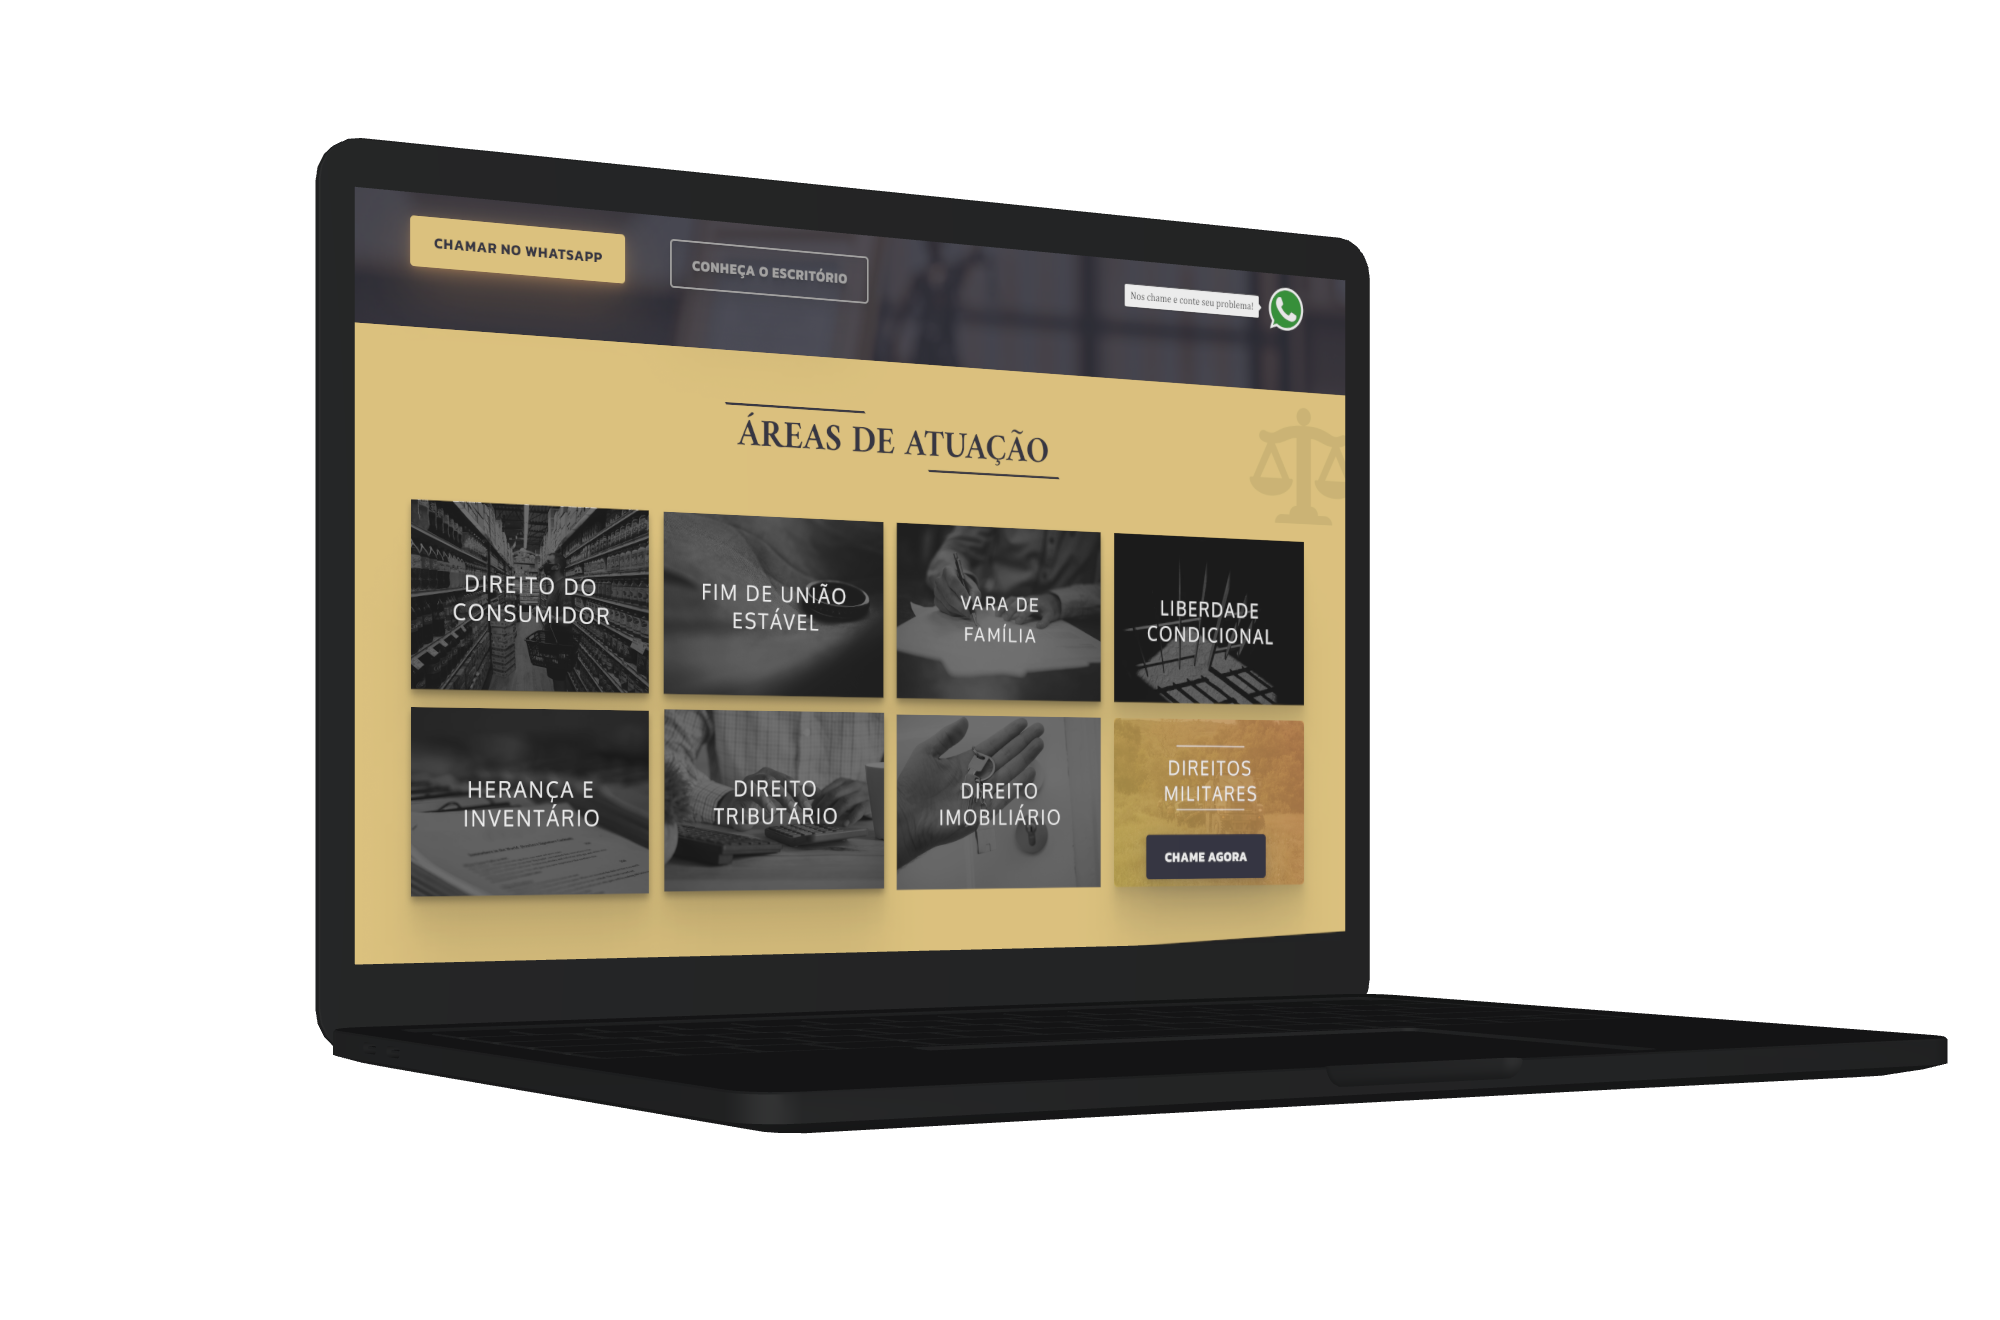 CHAMAR NO WHATSAPP
CONHEÇA O ESCRITÓRIO
Nos chame e conte seu problema!
ÁREAS DE ATUAÇÃO
DIREITO DO
CONSUMIDOR
FIM DE UNIÃO
ESTÁVEL
VARA DE
FAMÍLIA
LIBERDADE
CONDICIONAL
HERANÇA E
INVENTÁRIO
DIREITO
TRIBUTÁRIO
DIREITO
IMOBILIÁRIO
DIREITOS
MILITARES
CHAME AGORA